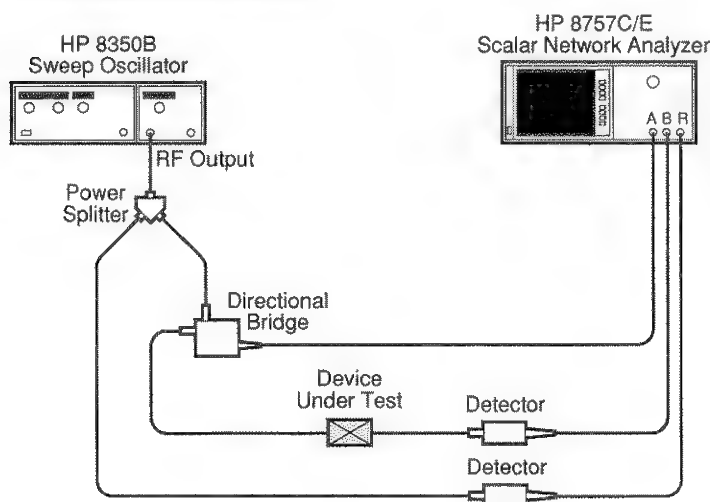 HP 8350B
Sweep Oscillator
HP 8757C/E
Scalar Network Analyzer
A B R
RF Output
Power
Splitter
Directional
Bridge
Device
Under Test
Detector
Detector